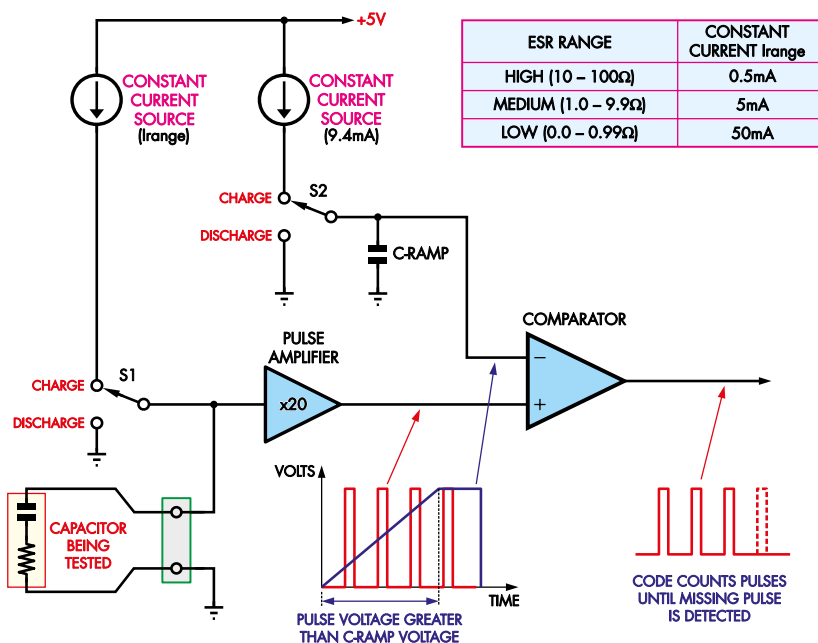 +5V
CONSTANT
CURRENT
SOURCE
(Irange)
CONSTANT
CURRENT
SOURCE
(9.4mA)
ESR RANGE
CONSTANT
CURRENT Irange
HIGH (10 – 100Ω)
0.5mA
MEDIUM (1.0 – 9.9Ω)
5mA
LOW (0.0 – 0.99Ω)
50mA
CHARGE
S2
DISCHARGE
C-RAMP
COMPARATOR
PULSE
AMPLIFIER
CHARGE
S1
DISCHARGE
x20
–
+
VOLTS
CAPACITOR
BEING
TESTED
TIME
PULSE VOLTAGE GREATER
THAN C-RAMP VOLTAGE
CODE COUNTS PULSES
UNTIL MISSING PULSE
IS DETECTED